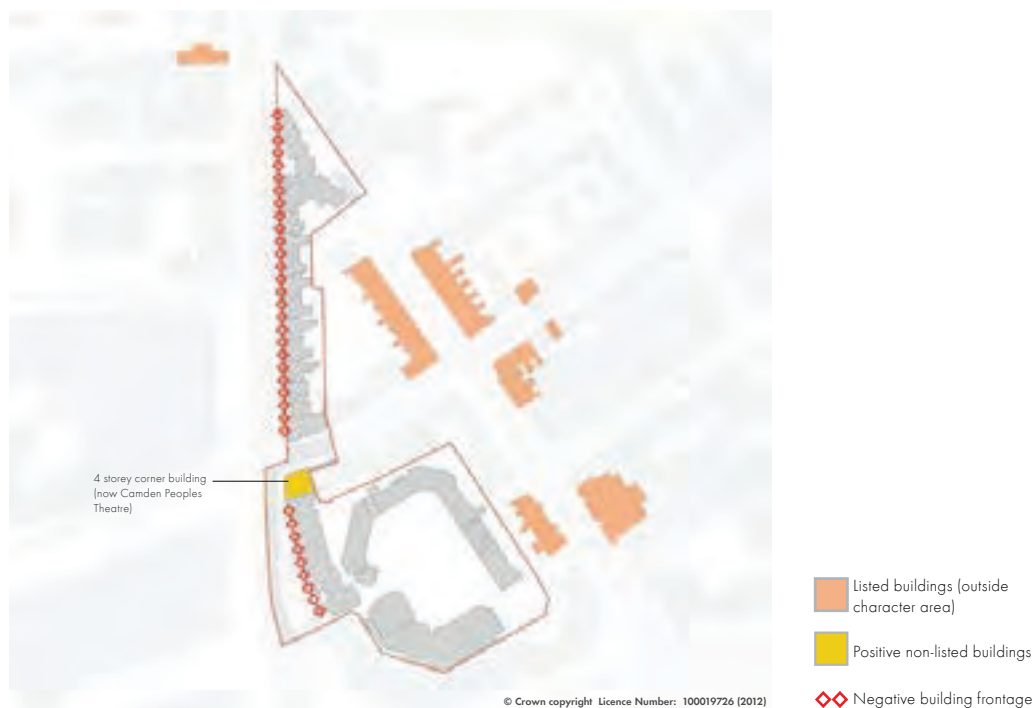 4 storey corner building
(now Camden Peoples
Theatre)
Listed buildings (outside
character area)
Positive non-listed buildings
Negative building frontage
© Crown copyright Licence Number: 100019726 (2012)